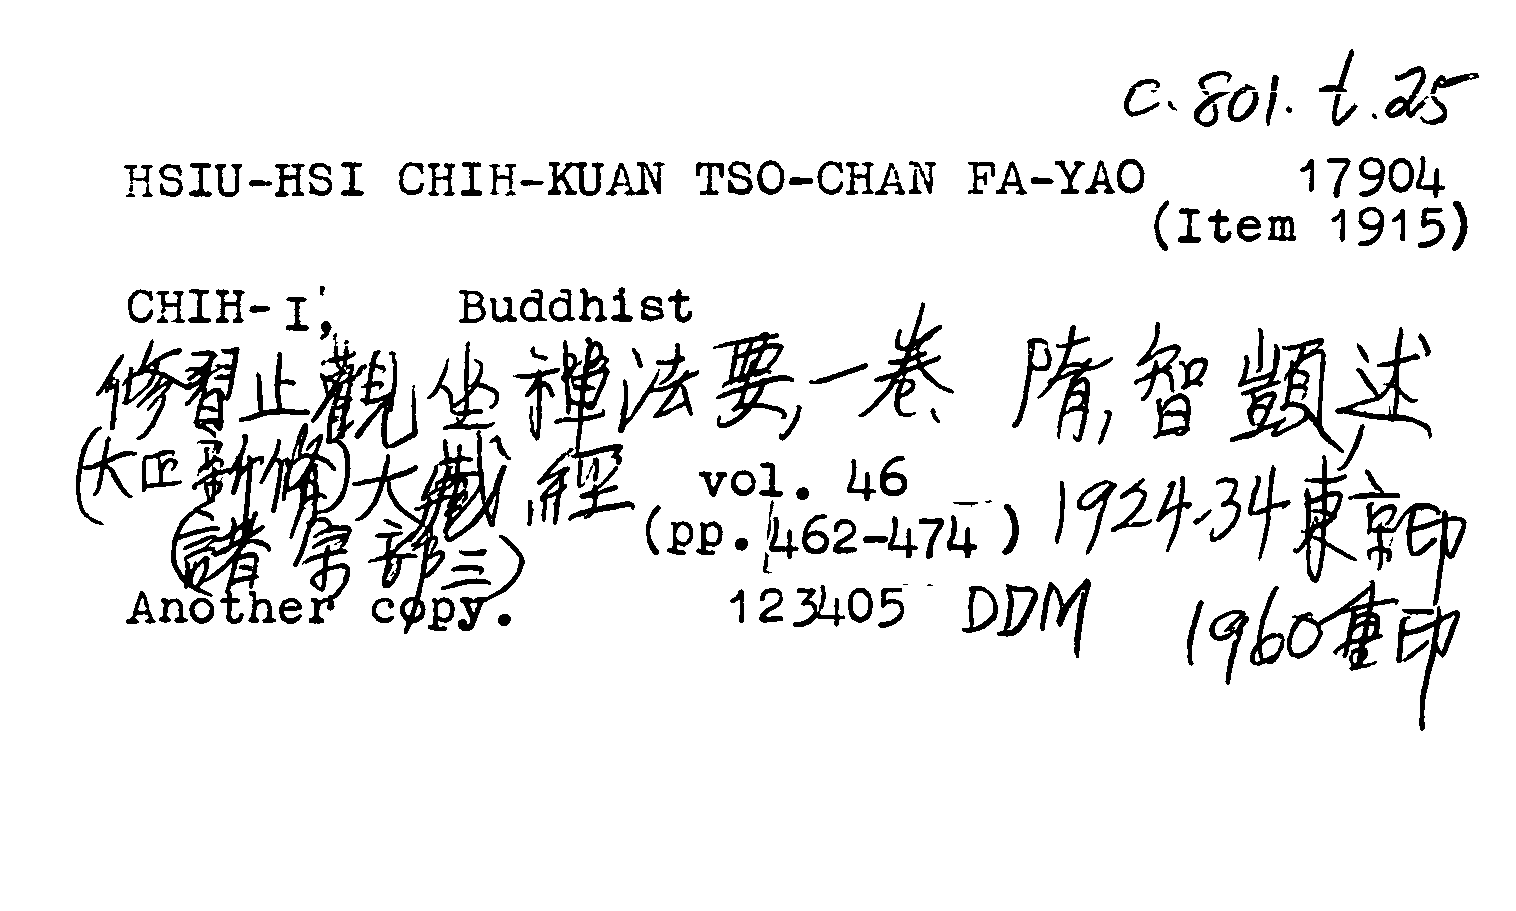 C.801.t.25
HSIU-HSI CHIH-KUAN TSO-CHAN FA-YAO 17904
(Item 1915)
CHIH-I, Buddhist
修習止觀坐禪法要,一卷 隋,智顗,述,
(大正新修)大藏經 vol. 46 1924-34東京印
(諸宗部三) (pp. 462-474)
Another copy. 123405 DDM 1960重印